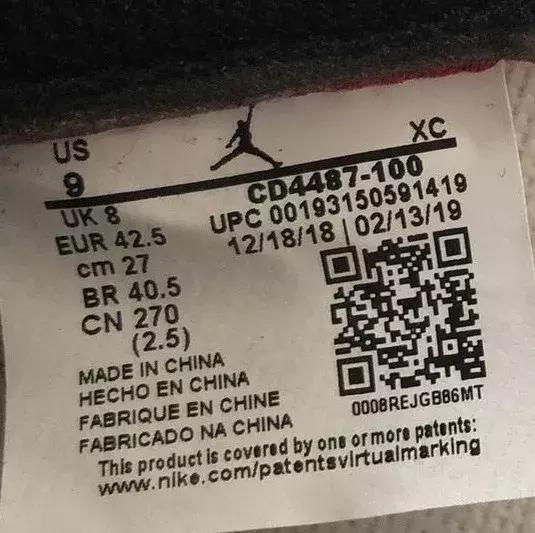 US
9
UK 8
EUR 42.5
cm 27
BR 40.5
CN 270
(2.5)
XC
CD4487-100
UPC 00193150591419
12/18/18 | 02/13/19
0008REJGB86MT
MADE IN CHINA
HECHO EN CHINA
FABRIQUE EN CHINE
FABRICADO NA CHINA
This product is covered by one or more patents:
www.nike.com/patentsvirtualmarking